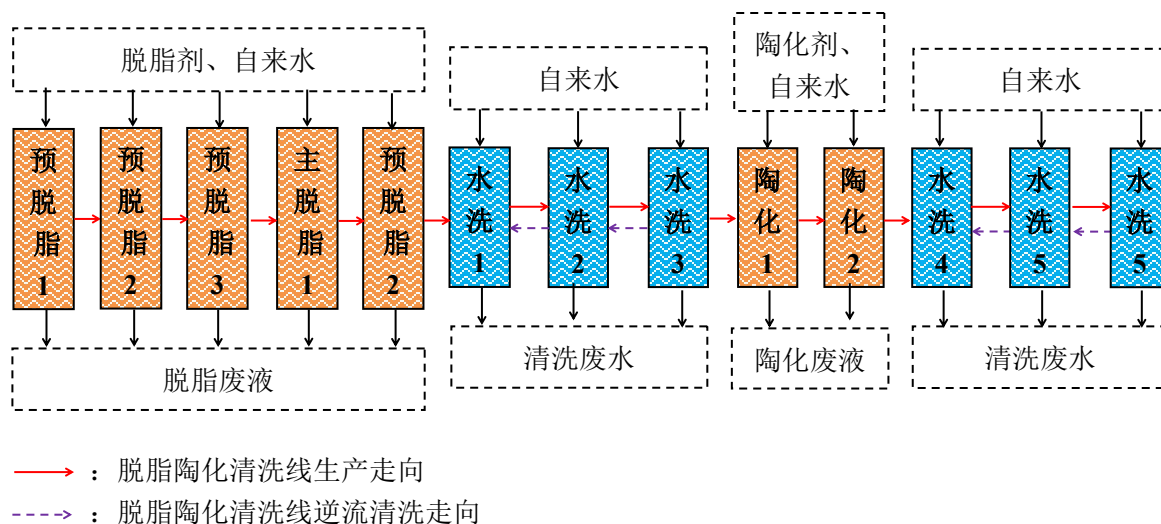 脱脂剂、自来水
自来水
陶化剂、
自来水
自来水
预脱脂1
预脱脂2
预脱脂3
主脱脂1
预脱脂2
水洗1
水洗2
水洗3
陶化1
陶化2
水洗4
水洗5
水洗5
脱脂废液
清洗废水
陶化废液
清洗废水
：脱脂陶化清洗线生产走向
：脱脂陶化清洗线逆流清洗走向